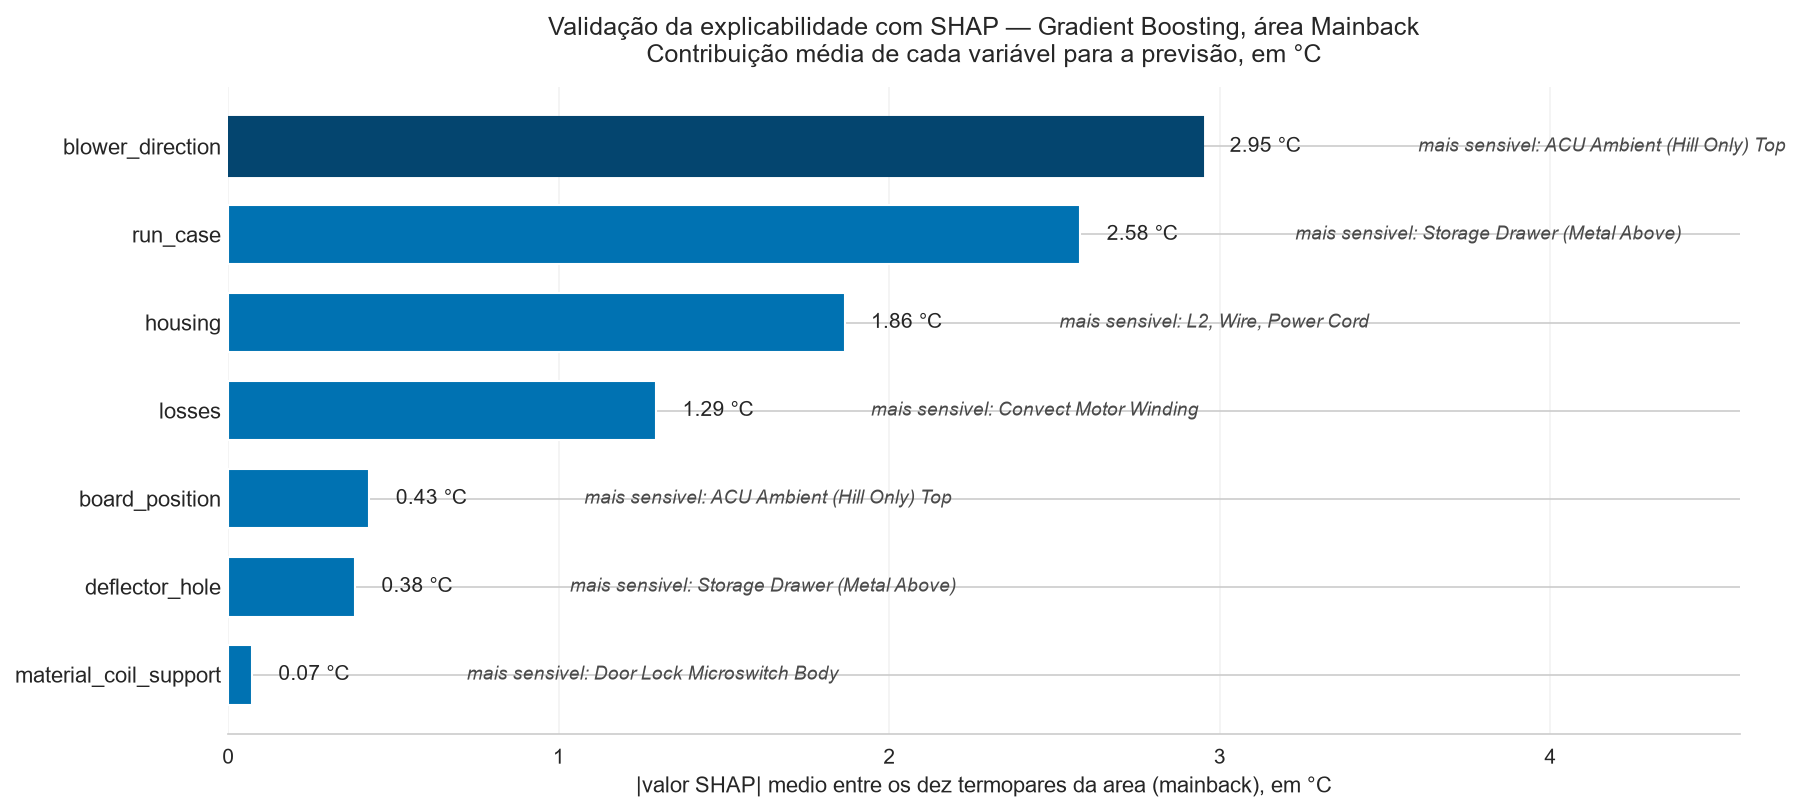 Validação da explicabilidade com SHAP — Gradient Boosting, área Mainback
Contribuição média de cada variável para a previsão, em °C
blower_direction 2.95 °C mais sensivel: ACU Ambient (Hill Only) Top
run_case 2.58 °C mais sensivel: Storage Drawer (Metal Above)
housing 1.86 °C mais sensivel: L2, Wire, Power Cord
losses 1.29 °C mais sensivel: Convect Motor Winding
board_position 0.43 °C mais sensivel: ACU Ambient (Hill Only) Top
deflector_hole 0.38 °C mais sensivel: Storage Drawer (Metal Above)
material_coil_support 0.07 °C mais sensivel: Door Lock Microswitch Body
0 1 2 3 4
|valor SHAP| medio entre os dez termopares da area (mainback), em °C